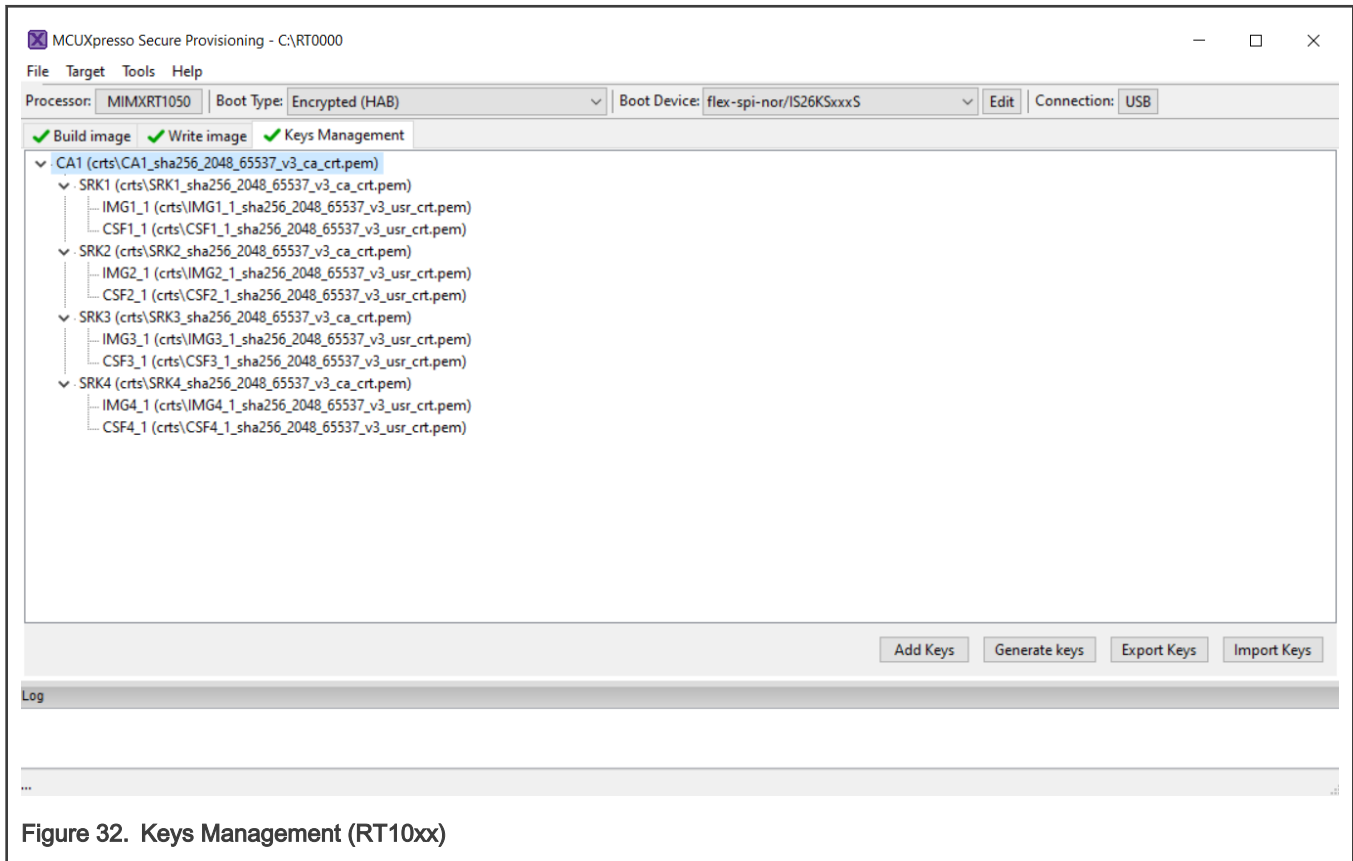 MCUXpresso Secure Provisioning - C:\RT0000
File Target Tools Help
Processor: MIMXRT1050 Boot Type: Encrypted (HAB) Boot Device: flex-spi-nor/IS26KSxxxS Edit Connection: USB
Build image Write image Keys Management
CA1 (crts\CA1_sha256_2048_65537_v3_ca_crt.pem)
SRK1 (crts\SRK1_sha256_2048_65537_v3_ca_crt.pem)
IMG1_1 (crts\IMG1_1_sha256_2048_65537_v3_usr_crt.pem)
CSF1_1 (crts\CSF1_1_sha256_2048_65537_v3_usr_crt.pem)
SRK2 (crts\SRK2_sha256_2048_65537_v3_ca_crt.pem)
IMG2_1 (crts\IMG2_1_sha256_2048_65537_v3_usr_crt.pem)
CSF2_1 (crts\CSF2_1_sha256_2048_65537_v3_usr_crt.pem)
SRK3 (crts\SRK3_sha256_2048_65537_v3_ca_crt.pem)
IMG3_1 (crts\IMG3_1_sha256_2048_65537_v3_usr_crt.pem)
CSF3_1 (crts\CSF3_1_sha256_2048_65537_v3_usr_crt.pem)
SRK4 (crts\SRK4_sha256_2048_65537_v3_ca_crt.pem)
IMG4_1 (crts\IMG4_1_sha256_2048_65537_v3_usr_crt.pem)
CSF4_1 (crts\CSF4_1_sha256_2048_65537_v3_usr_crt.pem)
Add Keys Generate keys Export Keys Import Keys
Log
...
Figure 32. Keys Management (RT10xx)